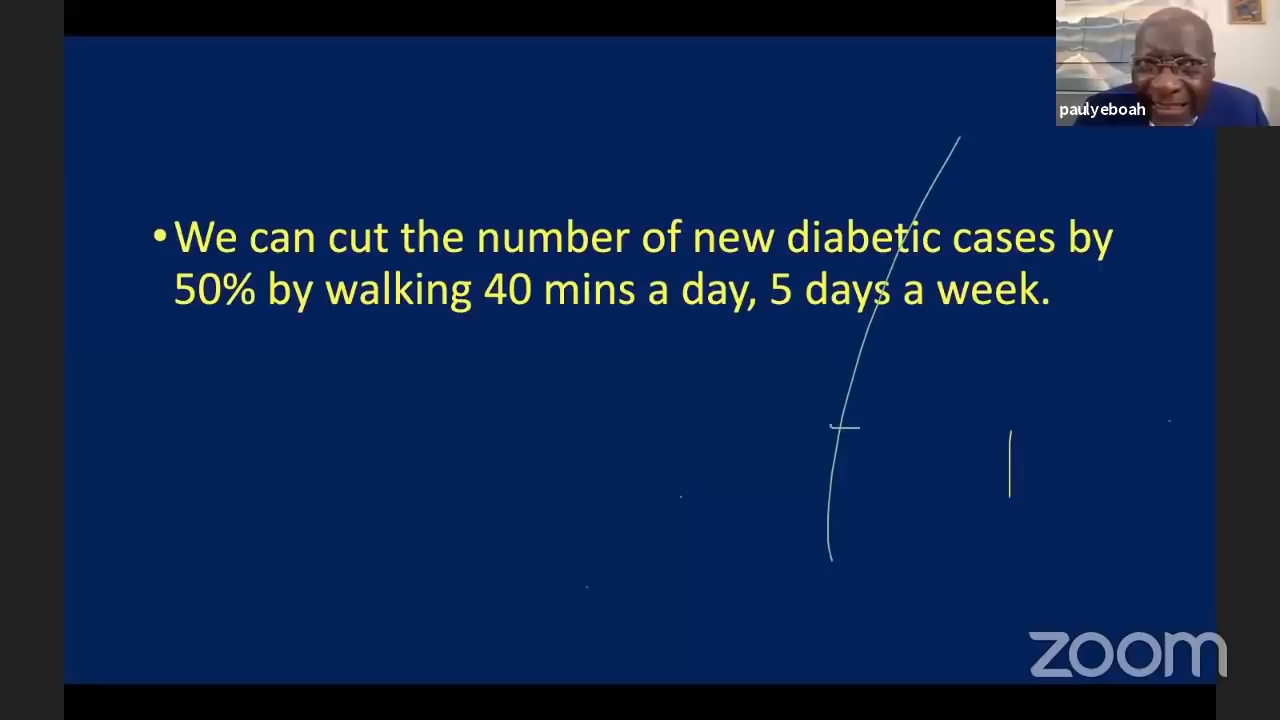 paulyeboah
•We can cut the number of new diabetic cases by
50% by walking 40 mins a day, 5 days a week.
zoom